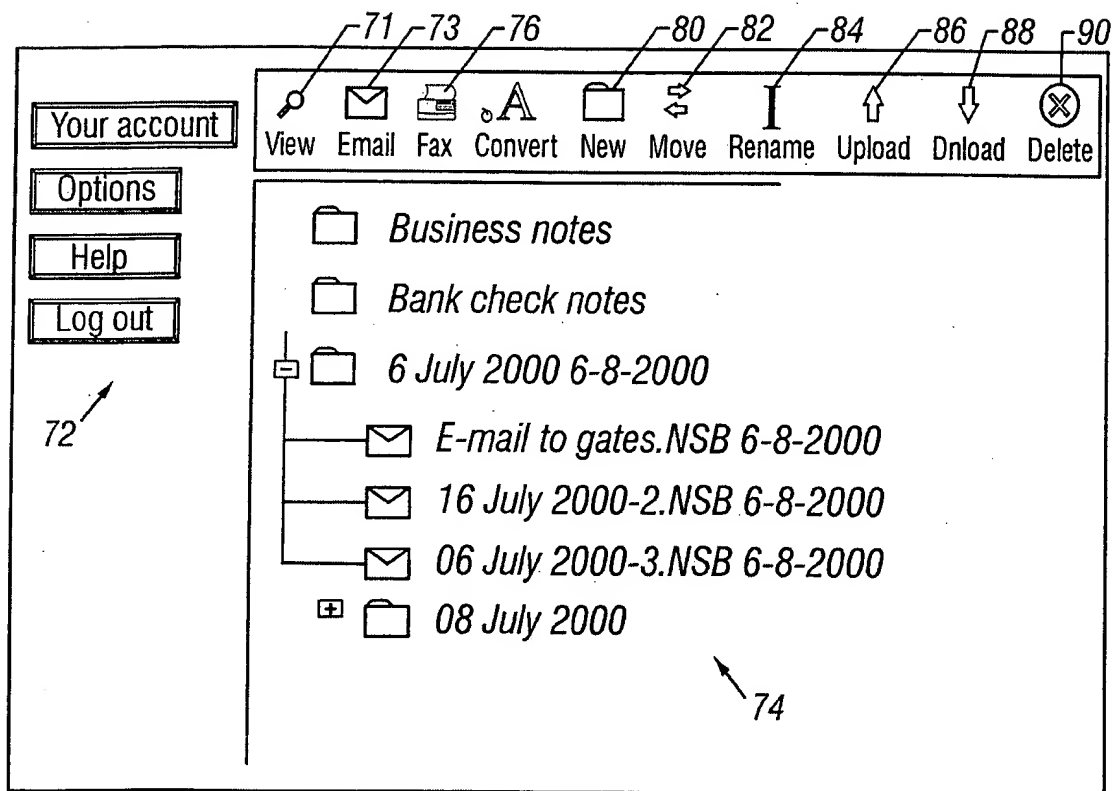 71 73 76 80 82 84 86 88 90
View Email Fax Convert New Move Rename Upload Dnload Delete
Your account
Options
Help
Log out
72
Business notes
Bank check notes
6 July 2000 6-8-2000
E-mail to gates.NSB 6-8-2000
16 July 2000-2.NSB 6-8-2000
06 July 2000-3.NSB 6-8-2000
08 July 2000
74